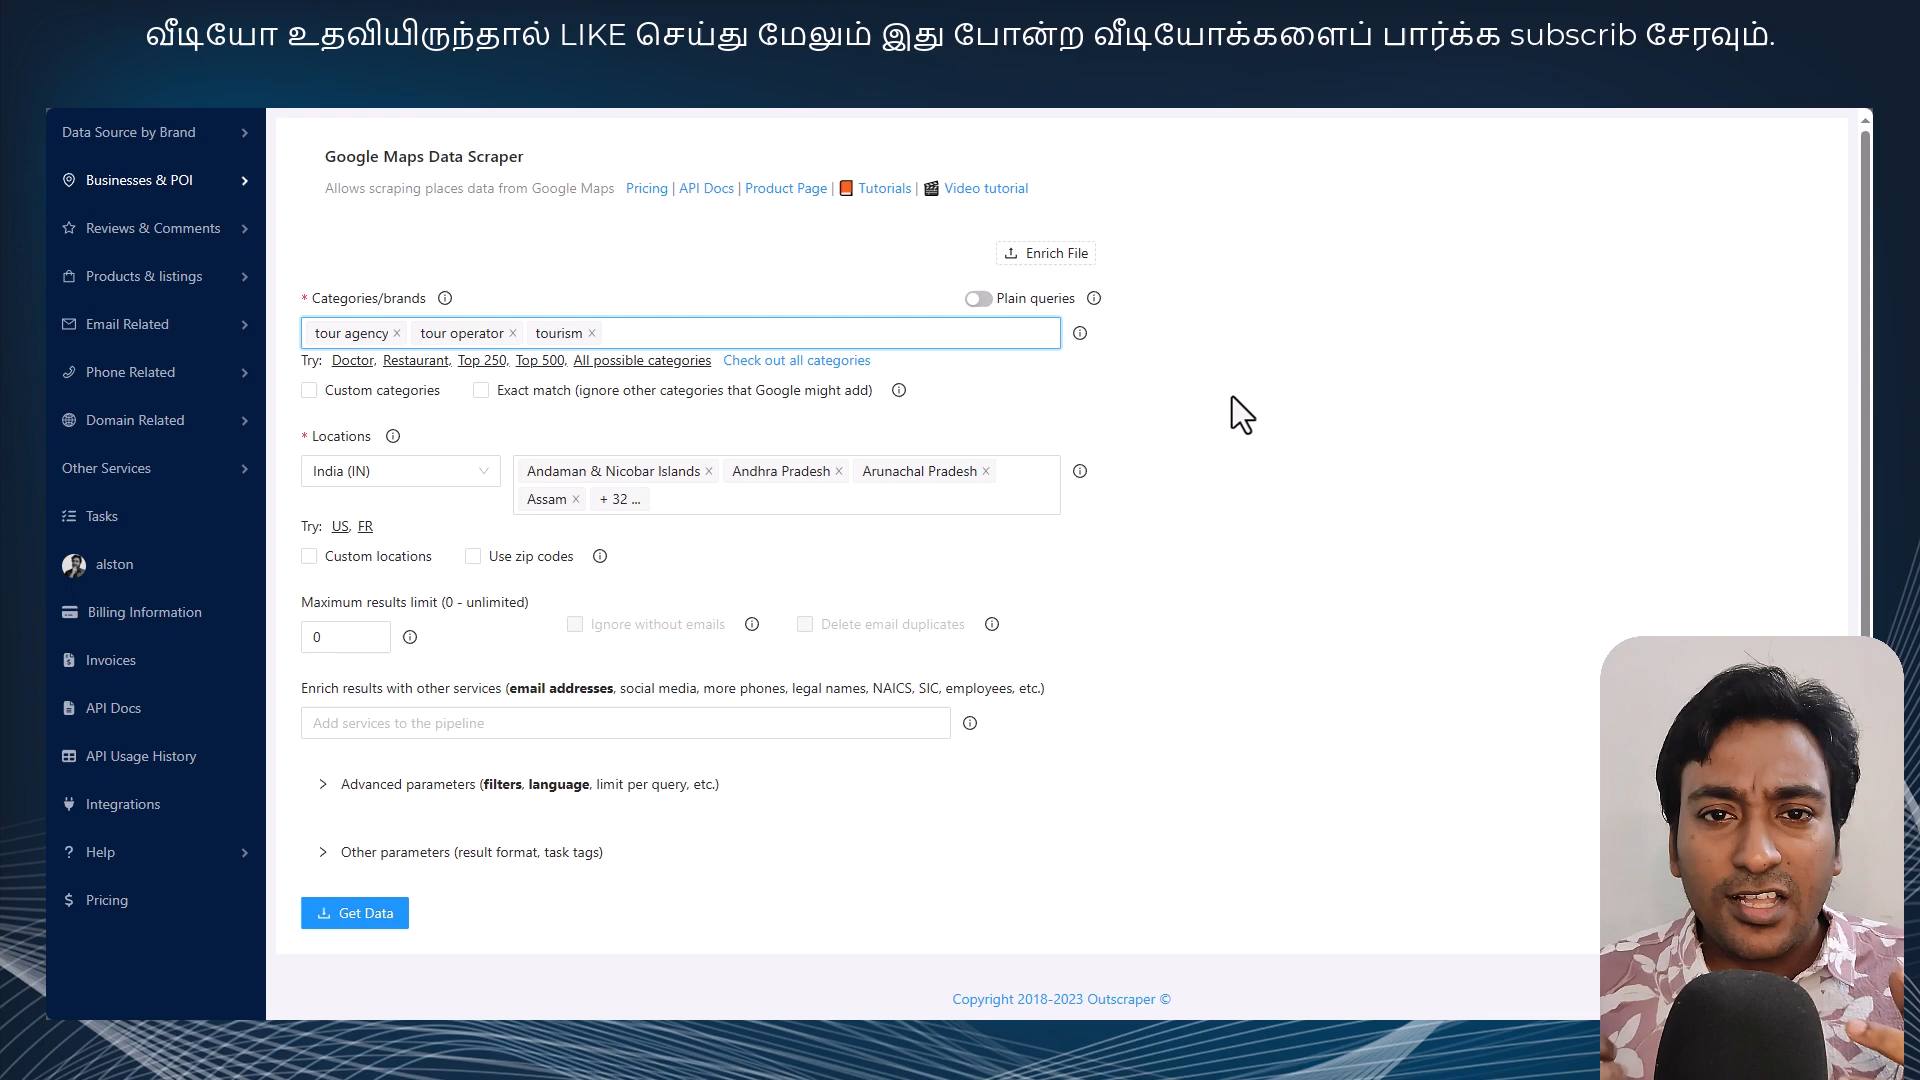 வீடியோ உதவியிருந்தால் LIKE செய்து மேலும் இது போன்ற வீடியோக்களைப் பார்க்க subscrib சேரவும்.
Data Source by Brand
Businesses & POI
Reviews & Comments
Products & listings
Email Related
Phone Related
Domain Related
Other Services
Tasks
alston
Billing Information
Invoices
API Docs
API Usage History
Integrations
Help
Pricing
Google Maps Data Scraper
Allows scraping places data from Google Maps Pricing | API Docs | Product Page | Tutorials | Video tutorial
Enrich File
* Categories/brands Plain queries
tour agency × tour operator × tourism ×
Try: Doctor, Restaurant, Top 250, Top 500, All possible categories Check out all categories
Custom categories Exact match (ignore other categories that Google might add)
* Locations
India (IN) Andaman & Nicobar Islands × Andhra Pradesh × Arunachal Pradesh ×
Assam × + 32 ...
Try: US, FR
Custom locations Use zip codes
Maximum results limit (0 - unlimited)
Ignore without emails Delete email duplicates
0
Enrich results with other services (email addresses, social media, more phones, legal names, NAICS, SIC, employees, etc.)
Add services to the pipeline
Advanced parameters (filters, language, limit per query, etc.)
Other parameters (result format, task tags)
Get Data
Copyright 2018-2023 Outscraper ©